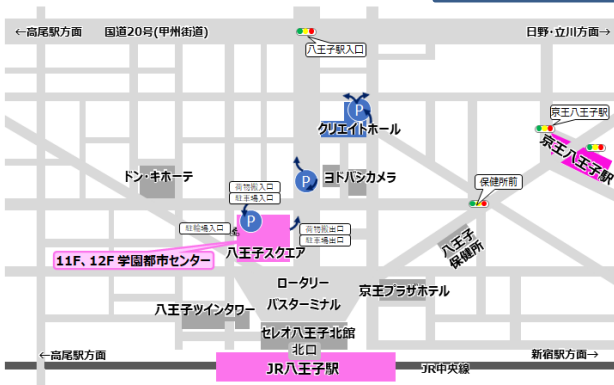 ←高尾駅方面
国道20号(甲州街道)
日野・立川方面→
八王子駅入口
P
クリエイトホール
京王八王子駅
京王八王子駅
ドン・キホーテ
荷物搬入口
駐車場入口
P
ヨドバシカメラ
保健所前
駐輪場入口
P
荷物搬出口
駐車場出口
八王子スクエア
11F、12F 学園都市センター
八王子
保健所
ロータリー
バスターミナル
京王プラザホテル
八王子ツインタワー
セレオ八王子北館
北口
←高尾駅方面
新宿駅方面→
JR八王子駅
JR中央線